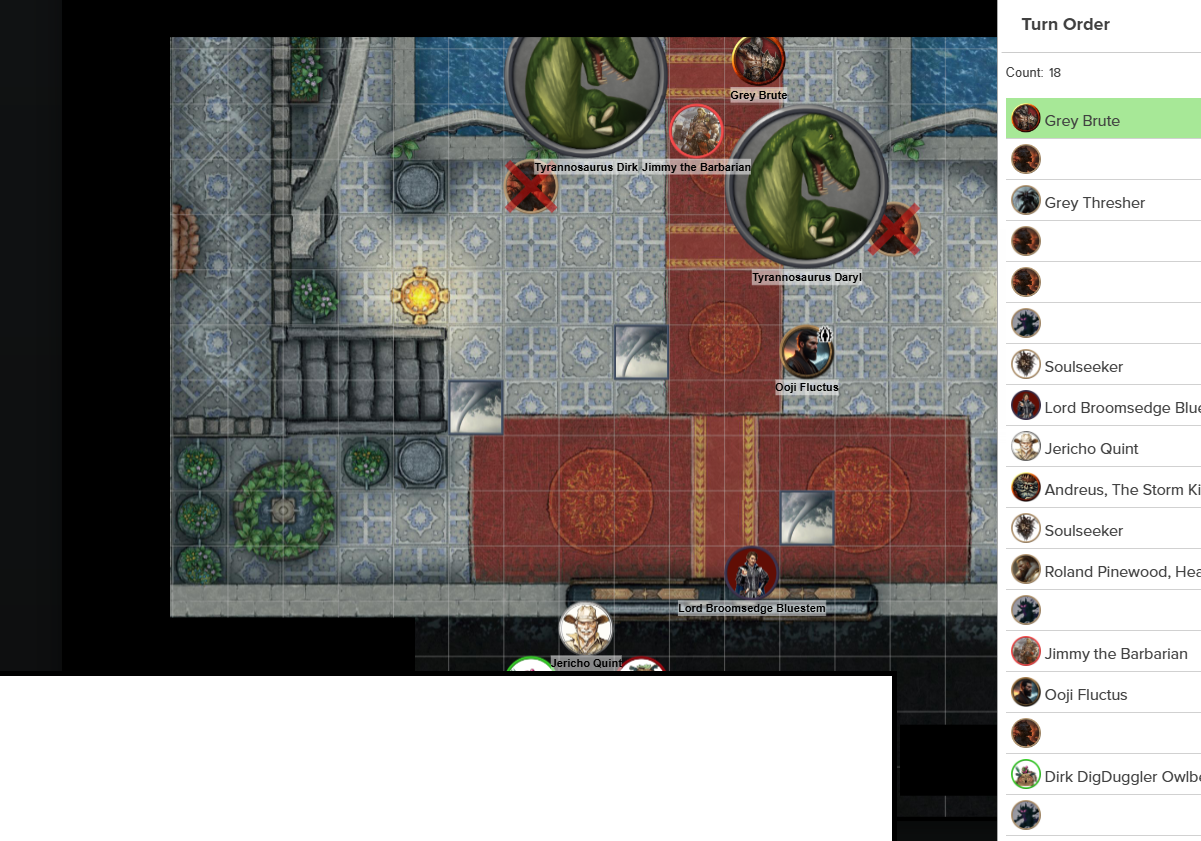 Turn Order
Count: 18
Grey Brute
Grey Thresher
Soulseeker
Lord Broomsedge Blue
Jericho Quint
Andreus, The Storm Ki
Soulseeker
Roland Pinewood, Hea
Jimmy the Barbarian
Ooji Fluctus
Dirk DigDuggler Owlbe
Grey Brute
Tyrannosaurus Dirk
Jimmy the Barbarian
Tyrannosaurus Daryl
Ooji Fluctus
Lord Broomsedge Bluestem
Jericho Quint